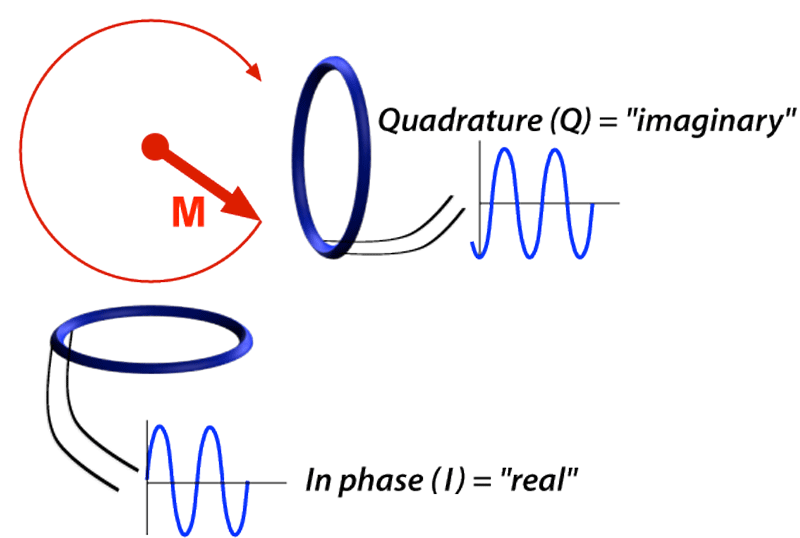 Quadrature (Q) = "imaginary"
M
In phase ( I ) = "real"